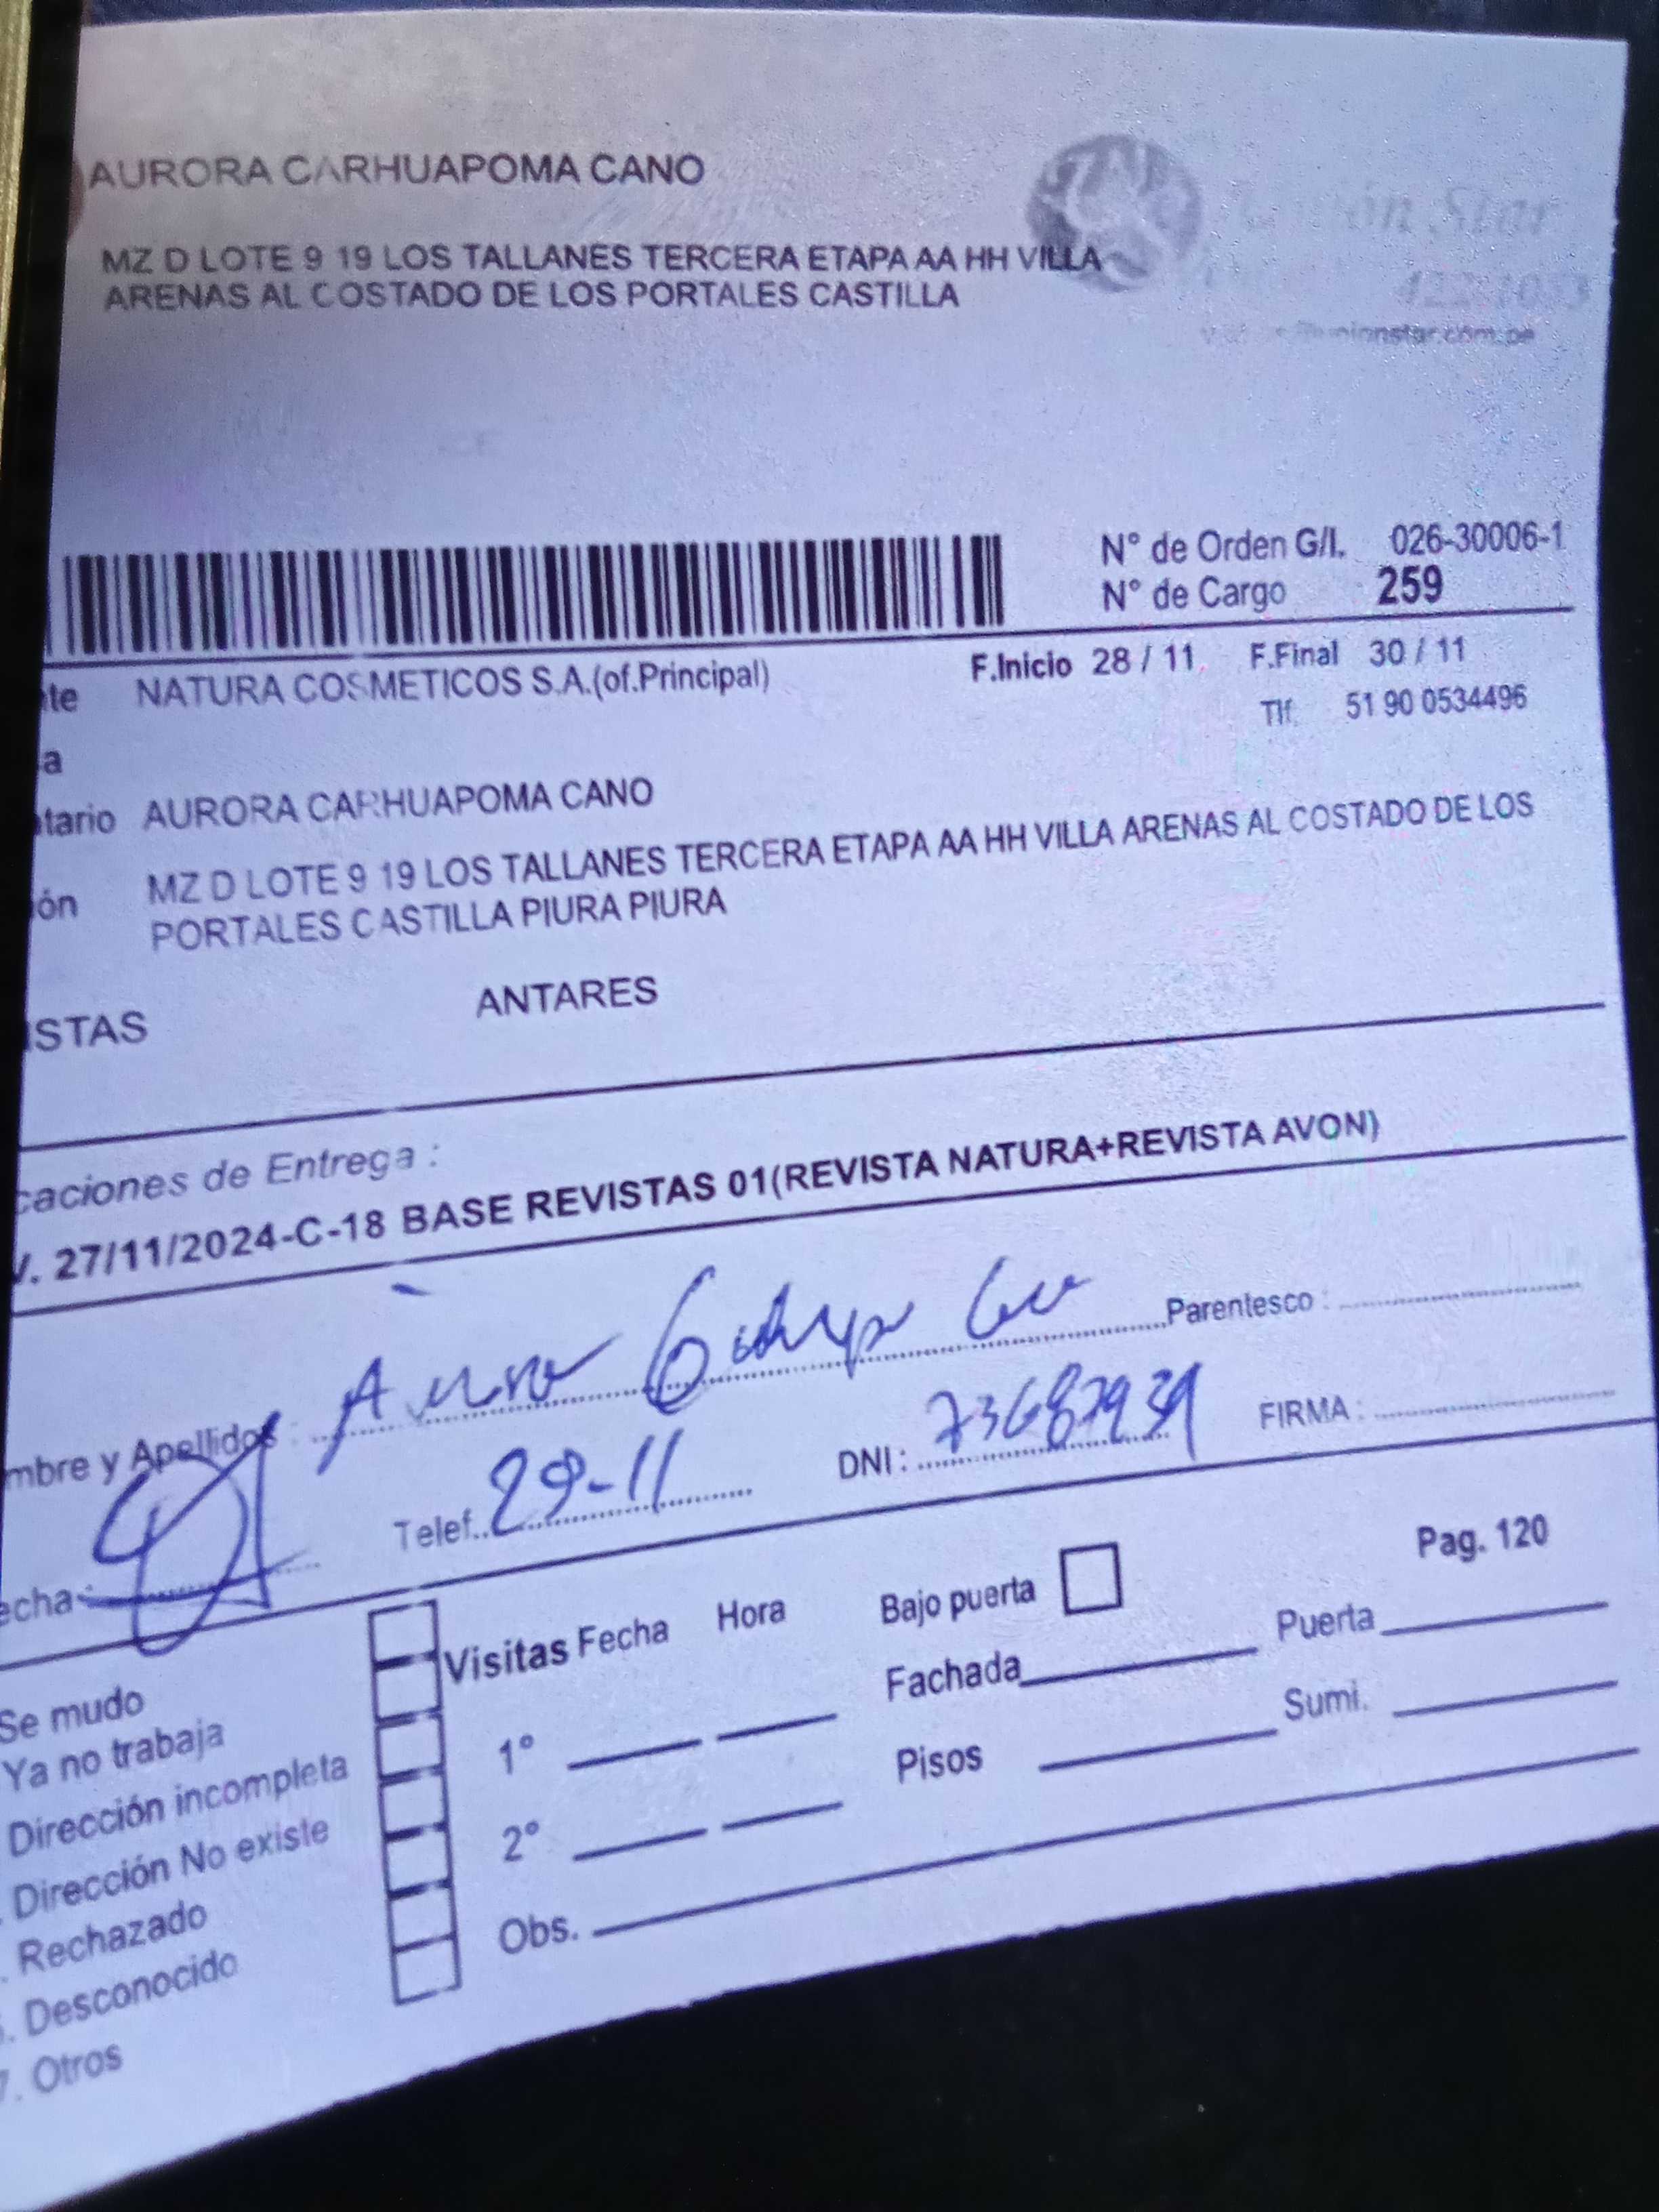 AURORA CARHUAPOMA CANO
MZ D LOTE 9 19 LOS TALLANES TERCERA ETAPA AA HH VILLA
ARENAS AL COSTADO DE LOS PORTALES CASTILLA
Star
N° de Orden G/I. 026-30006-1
N° de Cargo 259
te NATURA COSMETICOS S.A.(of.Principal) F.Inicio 28 / 11 F.Final 30 / 11
Tlf. 51 90 0534496
a
tario AURORA CARHUAPOMA CANO
ón MZ D LOTE 9 19 LOS TALLANES TERCERA ETAPA AA HH VILLA ARENAS AL COSTADO DE LOS
PORTALES CASTILLA PIURA PIURA
ISTAS ANTARES
caciones de Entrega :
V. 27/11/2024-C-18 BASE REVISTAS 01(REVISTA NATURA+REVISTA AVON)
mbre y Apellidos : Parentesco :
echa : Telef. 29-11 DNI : 73687939 FIRMA :
Pag. 120
Visitas Fecha Hora Bajo puerta
Fachada Puerta
1° Pisos Sumi.
2°
Obs.
Se mudo
Ya no trabaja
Dirección incompleta
. Dirección No existe
. Rechazado
. Desconocido
7. Otros